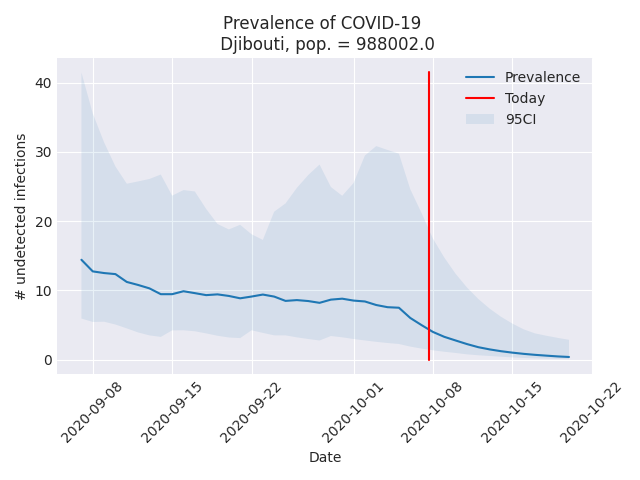 Prevalence of COVID-19
Djibouti, pop. = 988002.0
Prevalence
Today
95CI
# undetected infections
40
30
20
10
0
2020-09-08
2020-09-15
2020-09-22
2020-10-01
2020-10-08
2020-10-15
2020-10-22
Date